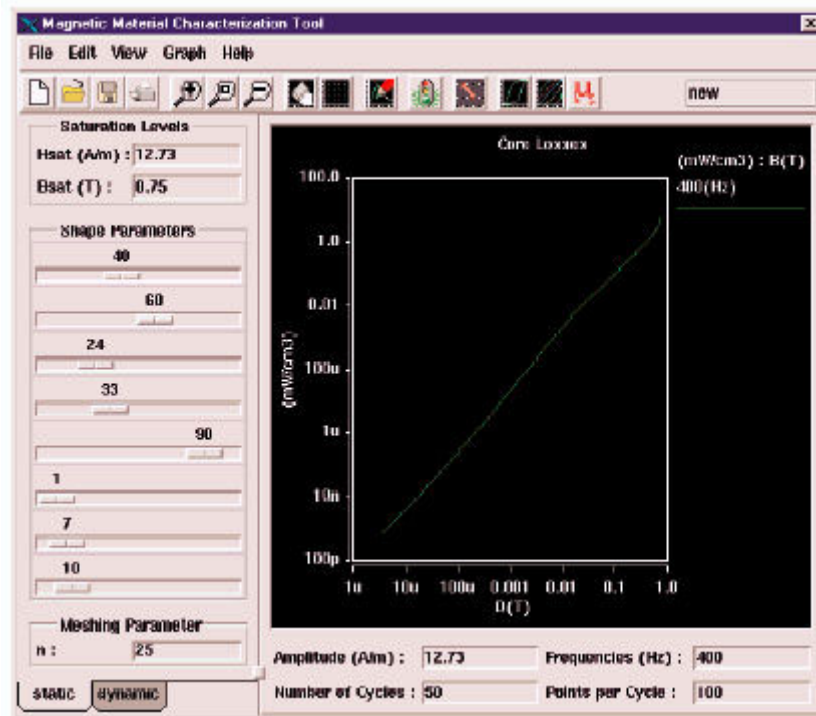 Magnetic Material Characterization Tool
File Edit View Graph Help
new
Saturation Levels
Hsat (A/m) : 12.73
Bsat (T) : 0.75
Shape Parameters
40
60
24
33
90
1
7
10
Meshing Parameter
n : 25
static dynamic
Core Losses
(mW/cm3) : B(T)
400(Hz)
(mW/cm3)
100.0
1.0
0.01
100u
1u
10n
100p
1u 10u 100u 0.001 0.01 0.1 1.0
B(T)
Amplitude (A/m) : 12.73 Frequencies (Hz) : 400
Number of Cycles : 50 Points per Cycle : 100